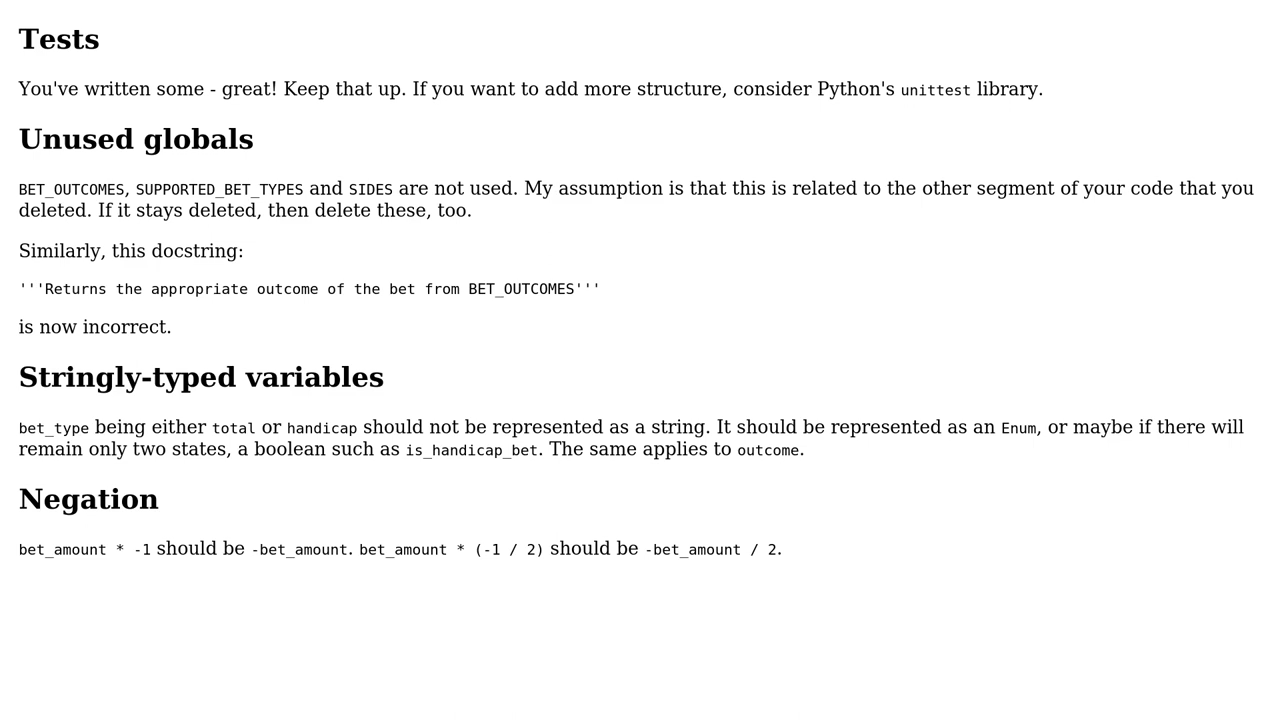 Tests
You've written some - great! Keep that up. If you want to add more structure, consider Python's unittest library.
Unused globals
BET_OUTCOMES, SUPPORTED_BET_TYPES and SIDES are not used. My assumption is that this is related to the other segment of your code that you
deleted. If it stays deleted, then delete these, too.
Similarly, this docstring:
'''Returns the appropriate outcome of the bet from BET_OUTCOMES'''
is now incorrect.
Stringly-typed variables
bet_type being either total or handicap should not be represented as a string. It should be represented as an Enum, or maybe if there will
remain only two states, a boolean such as is_handicap_bet. The same applies to outcome.
Negation
bet_amount * -1 should be -bet_amount. bet_amount * (-1 / 2) should be -bet_amount / 2.